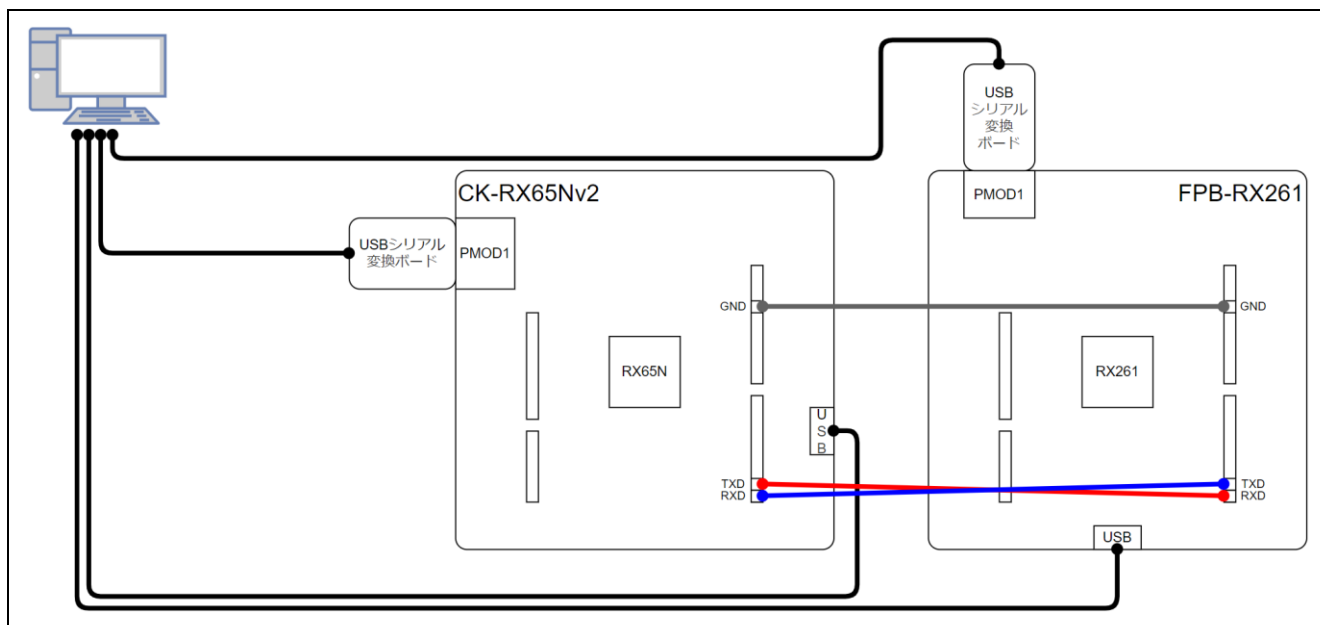 USB
シリアル
変換
ボード
PMOD1
CK-RX65Nv2
FPB-RX261
USBシリアル
変換ボード
PMOD1
GND
GND
RX65N
RX261
U
S
B
TXD
RXD
TXD
RXD
USB